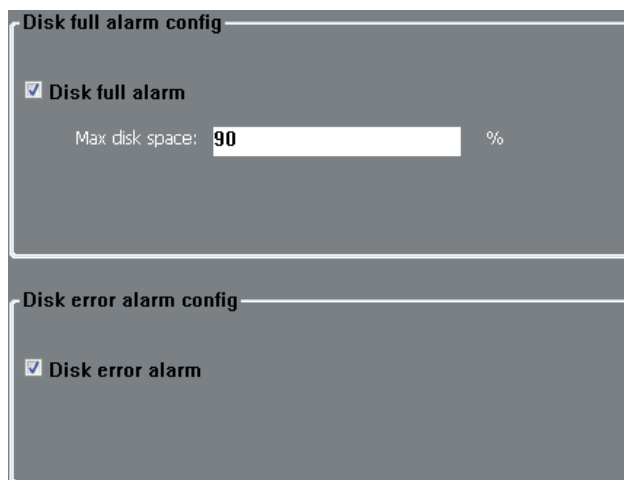 Disk full alarm config
Disk full alarm
Max disk space: 90 %
Disk error alarm config
Disk error alarm